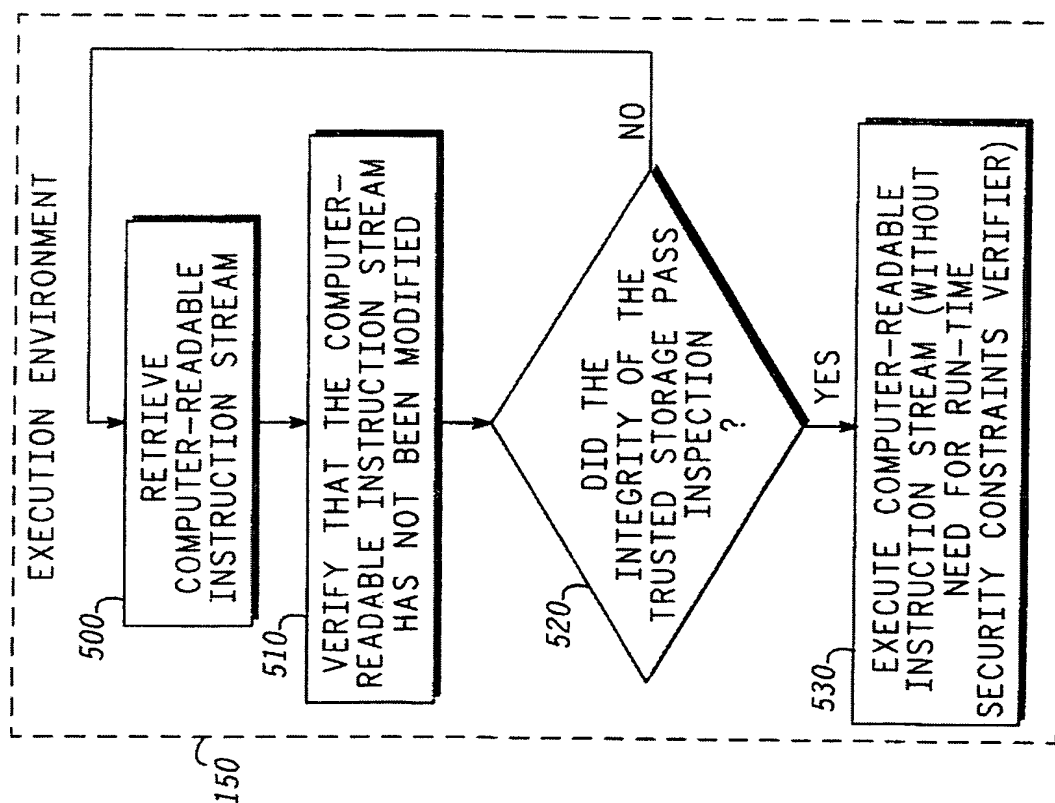 EXECUTION ENVIRONMENT
500
RETRIEVE
COMPUTER-READABLE
INSTRUCTION STREAM
510
VERIFY THAT THE COMPUTER-
READABLE INSTRUCTION STREAM
HAS NOT BEEN MODIFIED
520
DID THE
INTEGRITY OF THE
TRUSTED STORAGE PASS
INSPECTION
?
NO
YES
530
EXECUTE COMPUTER-READABLE
INSTRUCTION STREAM (WITHOUT
NEED FOR RUN-TIME
SECURITY CONSTRAINTS VERIFIER)
150